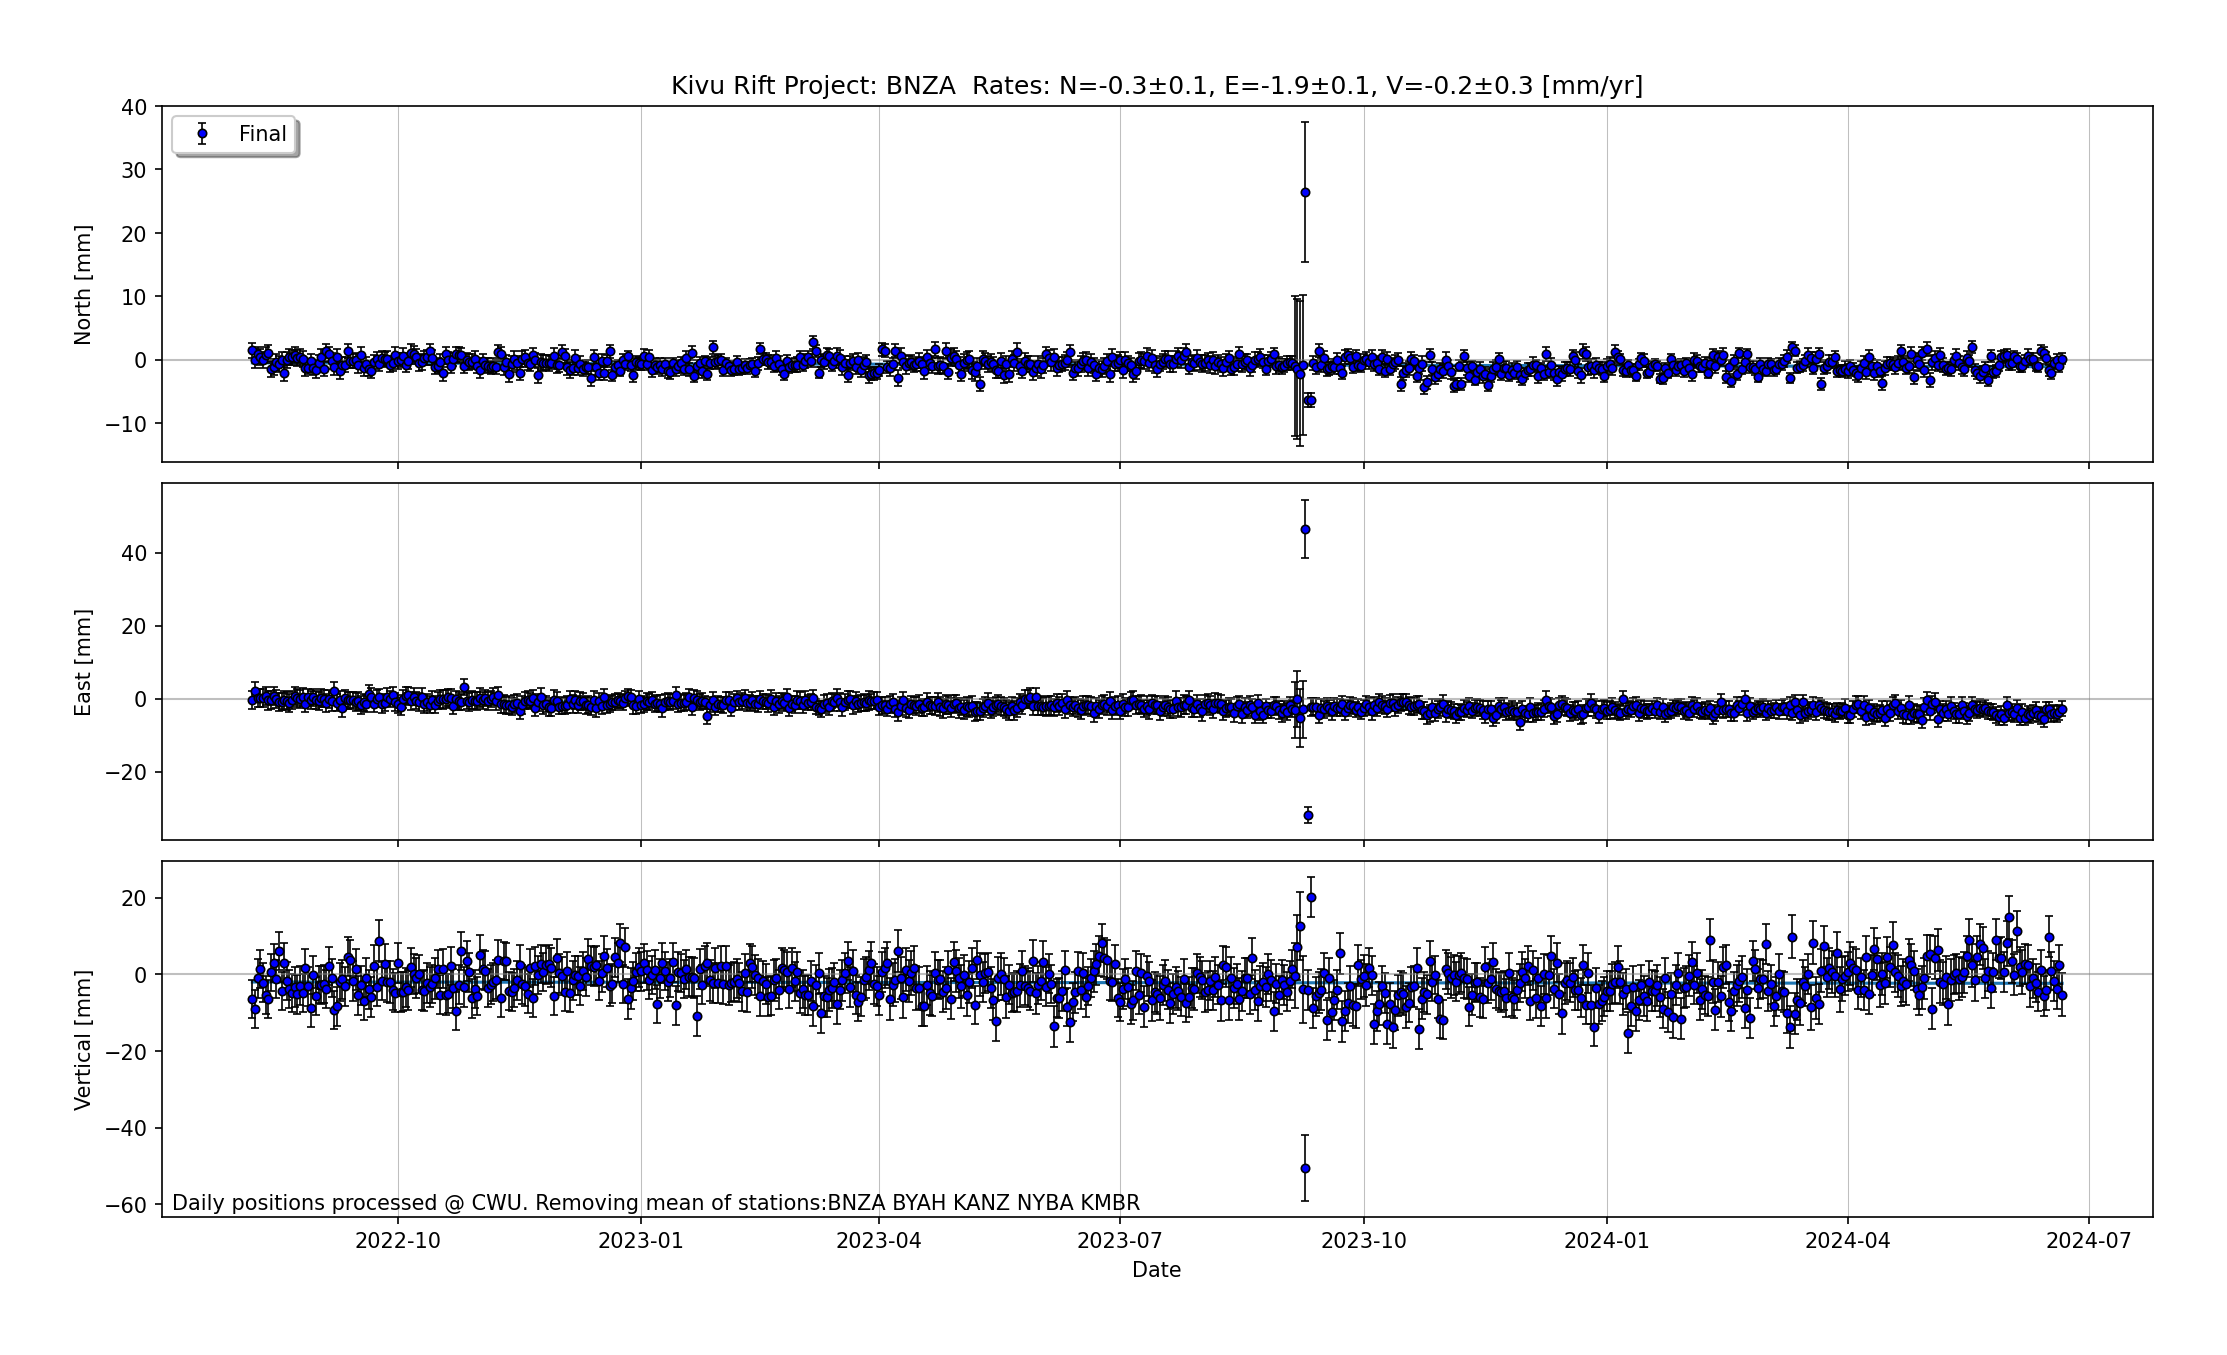 Kivu Rift Project: BNZA  Rates: N=-0.3±0.1, E=-1.9±0.1, V=-0.2±0.3 [mm/yr]
Final
40
30
20
10
0
−10
North [mm]
40
20
0
−20
East [mm]
20
0
−20
−40
−60
Vertical [mm]
Daily positions processed @ CWU. Removing mean of stations:BNZA BYAH KANZ NYBA KMBR
2022-10 2023-01 2023-04 2023-07 2023-10 2024-01 2024-04 2024-07
Date